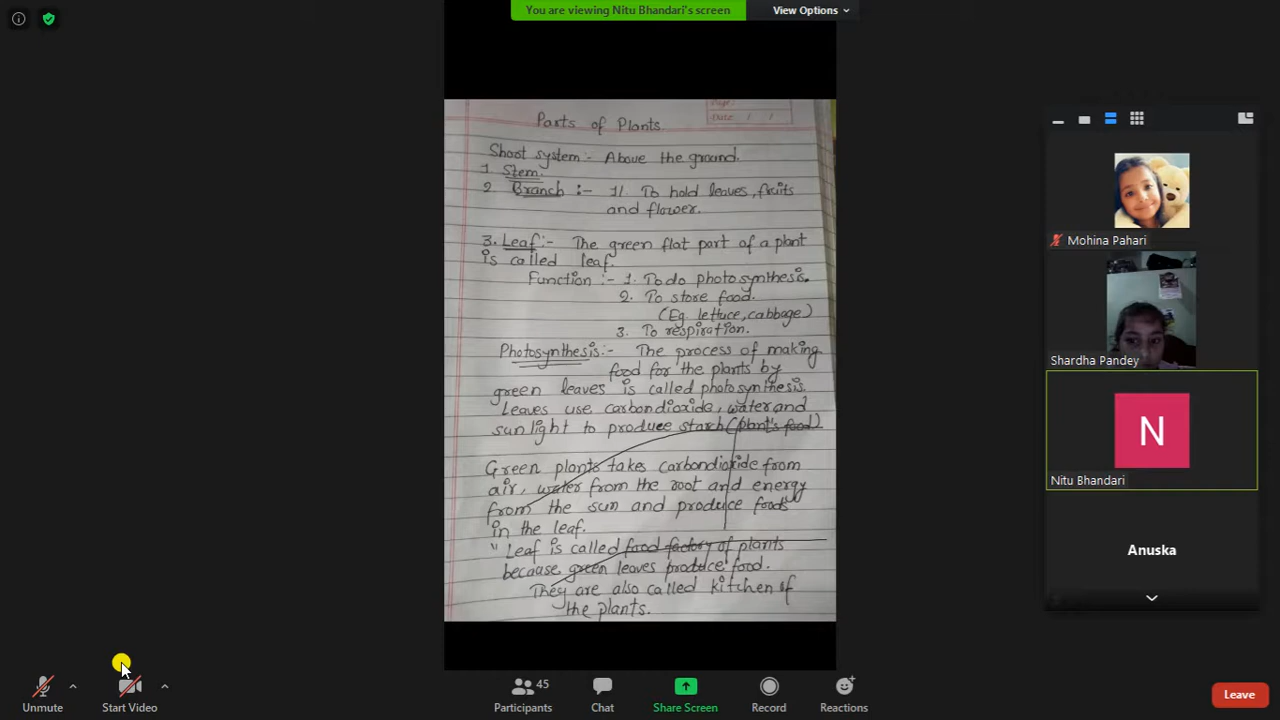 You are viewing Nitu Bhandari's screen
View Options
Date: / /
Parts of Plants
Shoot system:- Above the ground.
1 Stem.
2. Branch :- 1/. To hold leaves, fruits
and flower.
3. Leaf:- The green flat part of a plant
is called leaf.
Function :- 1. To do photosynthesis.
2. To store food.
(Eg. lettuce, cabbage)
3. To respiration.
Photosynthesis:- The process of making
food for the plants by
green leaves is called photosynthesis.
Leaves use carbondioxide, water and
sunlight to produce starch (plant's food)
Green plants takes carbondioxide from
air, water from the root and energy
from the sun and produce foods
in the leaf.
" Leaf is called food factory of plants
because green leaves produce food.
They are also called kitchen of
the plants.
Mohina Pahari
Shardha Pandey
N
Nitu Bhandari
Anuska
Unmute
Start Video
45
Participants
Chat
Share Screen
Record
Reactions
Leave